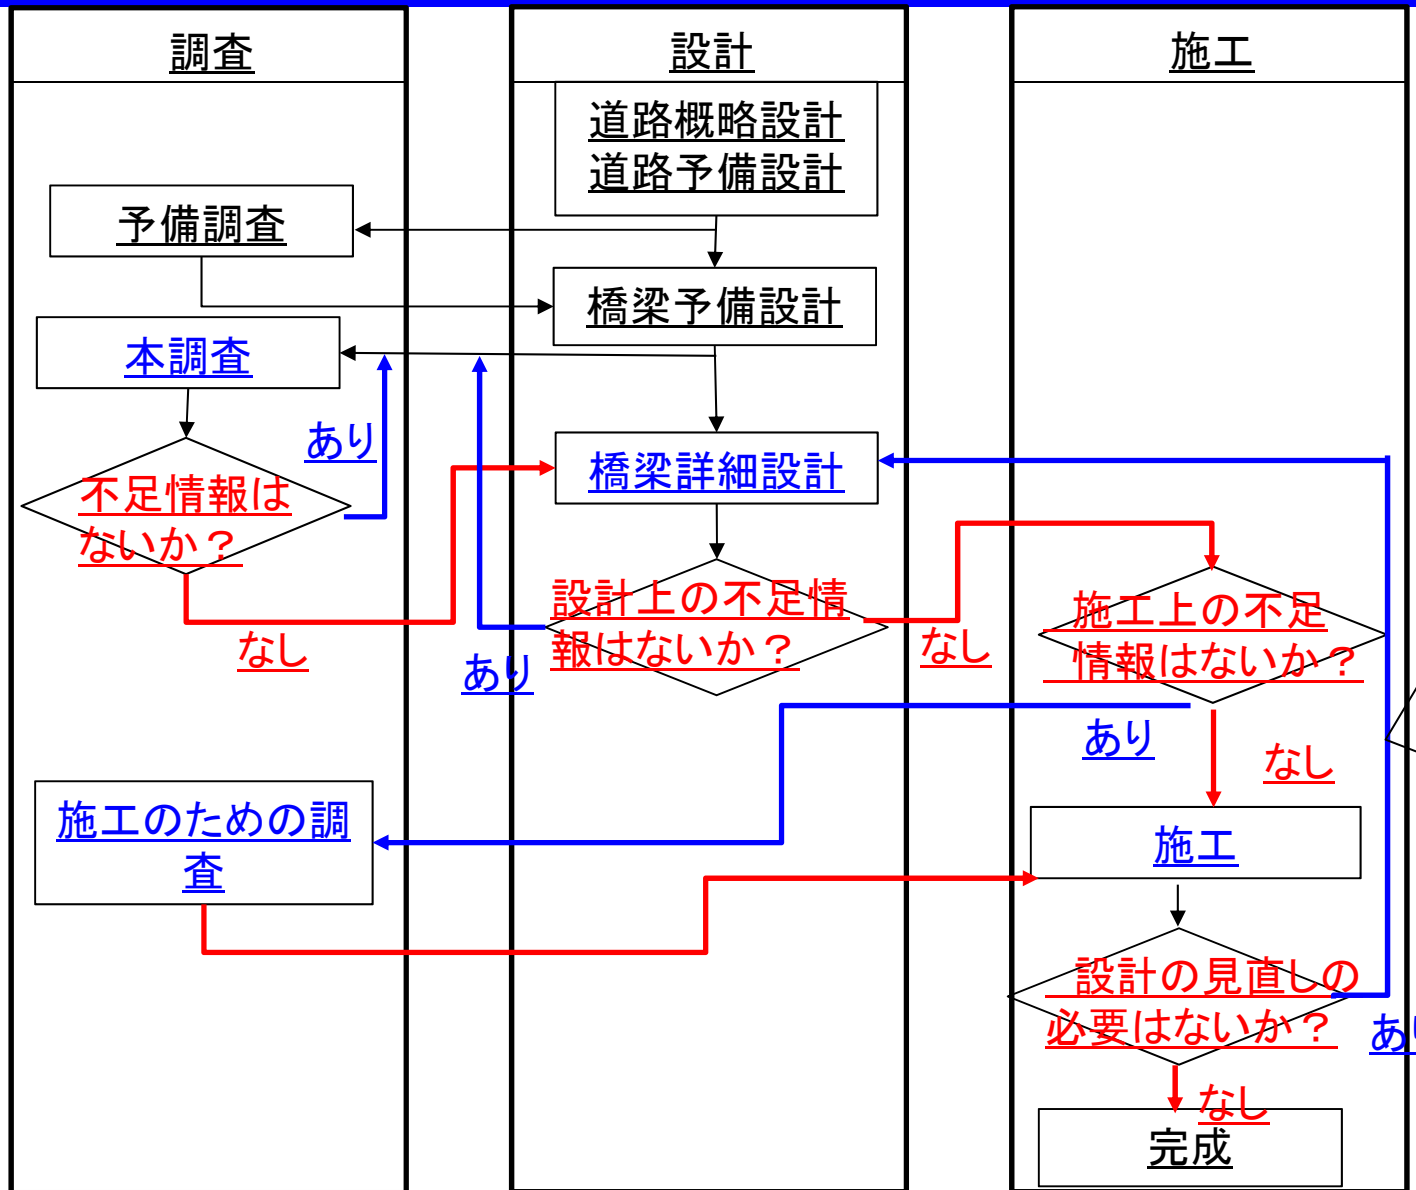 調査
設計
施工
道路概略設計
道路予備設計
予備調査
橋梁予備設計
本調査
あり
橋梁詳細設計
不足情報は
ないか？
なし
設計上の不足情
報はないか？
あり
なし
施工上の不足
情報はないか？
あり
なし
施工のための調
査
施工
設計の見直しの
必要はないか？
あり
なし
完成